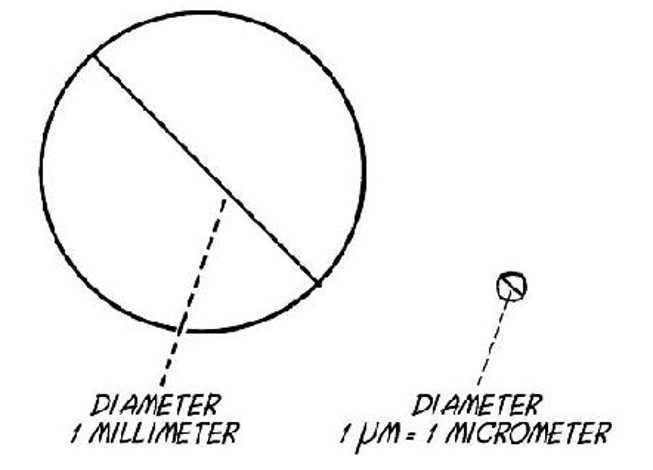 DIAMETER
1 MILLIMETER
DIAMETER
1 μM = 1 MICROMETER